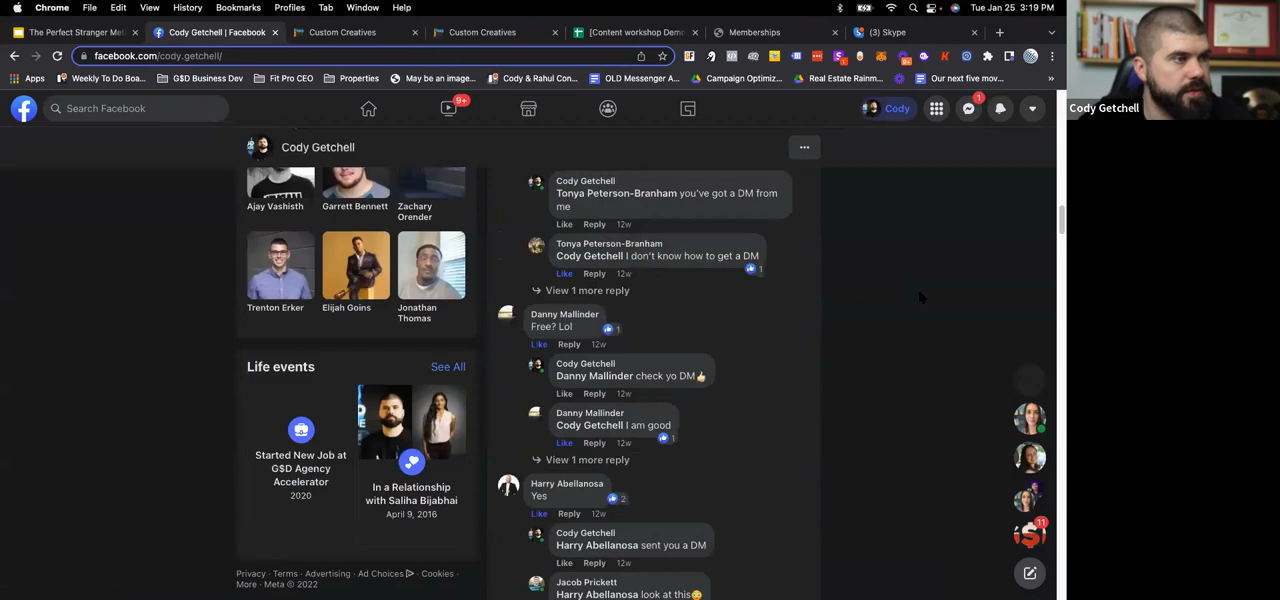 Chrome File Edit View History Bookmarks Profiles Tab Window Help
Tue Jan 25 3:19 PM
The Perfect Stranger Me
Cody Getchell | Facebook
Custom Creatives
Custom Creatives
[Content workshop Dem
Memberships
(3) Skype
facebook.com/cody.getchell/
Apps
Weekly To Do Boa...
G$D Business Dev
Fit Pro CEO
Properties
May be an image...
Cody & Rahul Con...
OLD Messenger A...
Campaign Optimiz...
Real Estate Rainm...
Our next five mov...
Search Facebook
9+
Cody
1
Cody Getchell
Cody Getchell
Ajay Vashisth
Garrett Bennett
Zachary
Orender
Trenton Erker
Elijah Goins
Jonathan
Thomas
Life events
See All
Started New Job at
G$D Agency
Accelerator
2020
In a Relationship
with Saliha Bijabhai
April 9, 2016
Privacy · Terms · Advertising · Ad Choices · Cookies ·
More · Meta © 2022
Cody Getchell
Tonya Peterson-Branham you've got a DM from
me
Like Reply 12w
Tonya Peterson-Branham
Cody Getchell I don't know how to get a DM
1
Like Reply 12w
View 1 more reply
Danny Mallinder
Free? Lol
1
Like Reply 12w
Cody Getchell
Danny Mallinder check yo DM👍
Like Reply 12w
Danny Mallinder
Cody Getchell I am good
1
Like Reply 12w
View 1 more reply
Harry Abellanosa
Yes
2
Like Reply 12w
Cody Getchell
Harry Abellanosa sent you a DM
Like Reply 12w
Jacob Prickett
Harry Abellanosa look at this😳
11